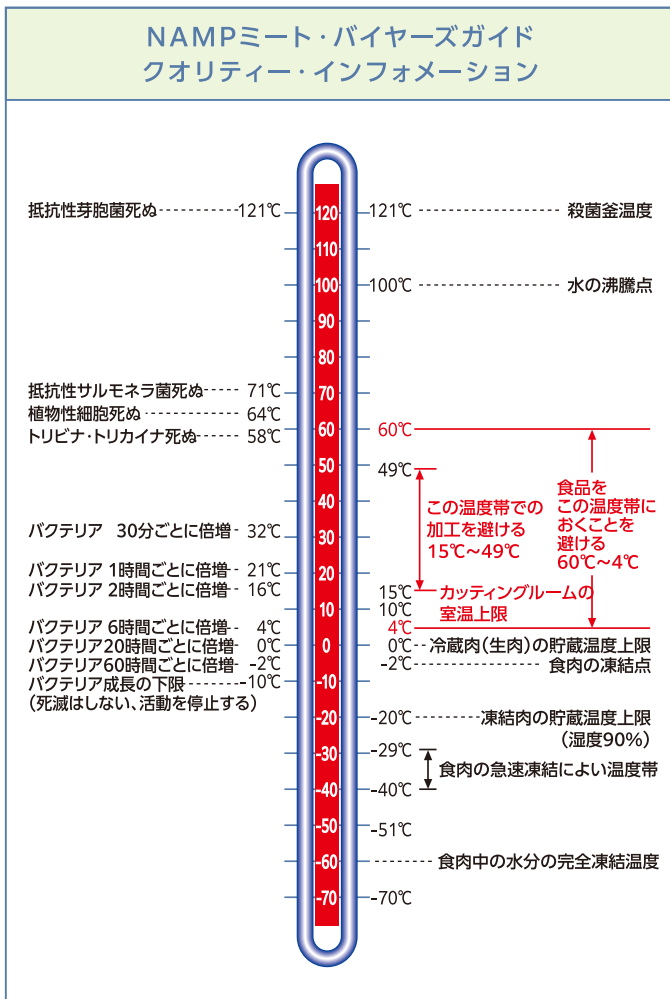 NAMPミート・バイヤーズガイド
クオリティー・インフォメーション
抵抗性芽胞菌死ぬ 121℃
抵抗性サルモネラ菌死ぬ 71℃
植物性細胞死ぬ 64℃
トリビナ・トリカイナ死ぬ 58℃
バクテリア 30分ごとに倍増 32℃
バクテリア 1時間ごとに倍増 21℃
バクテリア 2時間ごとに倍増 16℃
バクテリア 6時間ごとに倍増 4℃
バクテリア20時間ごとに倍増 0℃
バクテリア60時間ごとに倍増 -2℃
バクテリア成長の下限 -10℃
(死滅はしない、活動を停止する)
120
110
100
90
80
70
60
50
40
30
20
10
0
-10
-20
-30
-40
-50
-60
-70
121℃ 殺菌釜温度
100℃ 水の沸騰点
60℃
49℃
この温度帯での
加工を避ける
15℃～49℃
食品を
この温度帯に
おくことを
避ける
60℃～4℃
15℃ カッティングルームの
室温上限
10℃
4℃
0℃ 冷蔵肉(生肉)の貯蔵温度上限
-2℃ 食肉の凍結点
-20℃ 凍結肉の貯蔵温度上限
(湿度90%)
-29℃
食肉の急速凍結によい温度帯
-40℃
-51℃
食肉中の水分の完全凍結温度
-70℃